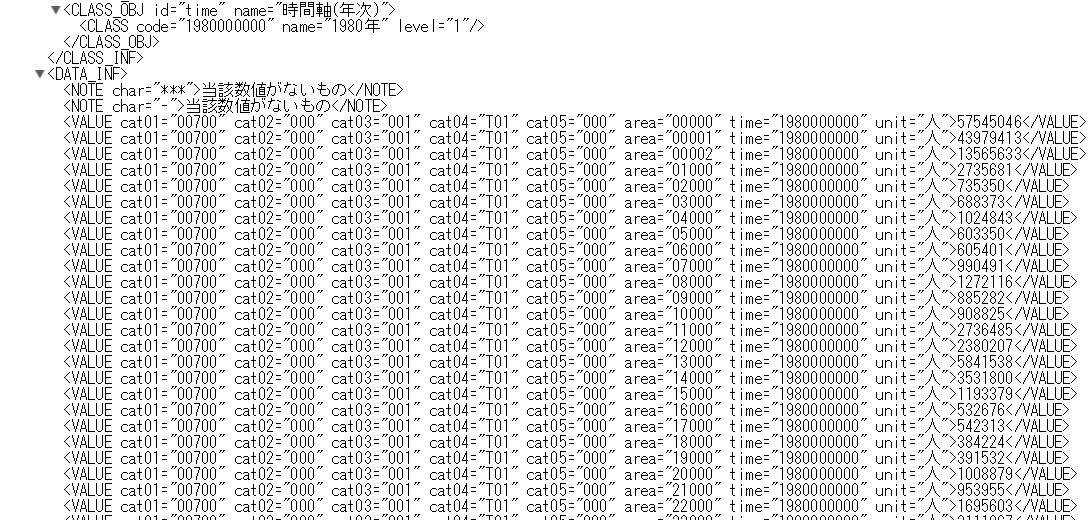 ▼<CLASS_OBJ id="time" name="時間軸(年次)">
<CLASS code="1980000000" name="1980年" level="1"/>
</CLASS_OBJ>
</CLASS_INF>
▼<DATA_INF>
<NOTE char="***">当該数値がないもの</NOTE>
<NOTE char="-">当該数値がないもの</NOTE>
<VALUE cat01="00700" cat02="000" cat03="001" cat04="T01" cat05="000" area="00000" time="1980000000" unit="人">57545046</VALUE>
<VALUE cat01="00700" cat02="000" cat03="001" cat04="T01" cat05="000" area="00001" time="1980000000" unit="人">43979413</VALUE>
<VALUE cat01="00700" cat02="000" cat03="001" cat04="T01" cat05="000" area="00002" time="1980000000" unit="人">13565633</VALUE>
<VALUE cat01="00700" cat02="000" cat03="001" cat04="T01" cat05="000" area="01000" time="1980000000" unit="人">2735681</VALUE>
<VALUE cat01="00700" cat02="000" cat03="001" cat04="T01" cat05="000" area="02000" time="1980000000" unit="人">735350</VALUE>
<VALUE cat01="00700" cat02="000" cat03="001" cat04="T01" cat05="000" area="03000" time="1980000000" unit="人">688373</VALUE>
<VALUE cat01="00700" cat02="000" cat03="001" cat04="T01" cat05="000" area="04000" time="1980000000" unit="人">1024843</VALUE>
<VALUE cat01="00700" cat02="000" cat03="001" cat04="T01" cat05="000" area="05000" time="1980000000" unit="人">603350</VALUE>
<VALUE cat01="00700" cat02="000" cat03="001" cat04="T01" cat05="000" area="06000" time="1980000000" unit="人">605401</VALUE>
<VALUE cat01="00700" cat02="000" cat03="001" cat04="T01" cat05="000" area="07000" time="1980000000" unit="人">990491</VALUE>
<VALUE cat01="00700" cat02="000" cat03="001" cat04="T01" cat05="000" area="08000" time="1980000000" unit="人">1272116</VALUE>
<VALUE cat01="00700" cat02="000" cat03="001" cat04="T01" cat05="000" area="09000" time="1980000000" unit="人">885282</VALUE>
<VALUE cat01="00700" cat02="000" cat03="001" cat04="T01" cat05="000" area="10000" time="1980000000" unit="人">908825</VALUE>
<VALUE cat01="00700" cat02="000" cat03="001" cat04="T01" cat05="000" area="11000" time="1980000000" unit="人">2736485</VALUE>
<VALUE cat01="00700" cat02="000" cat03="001" cat04="T01" cat05="000" area="12000" time="1980000000" unit="人">2380207</VALUE>
<VALUE cat01="00700" cat02="000" cat03="001" cat04="T01" cat05="000" area="13000" time="1980000000" unit="人">5841538</VALUE>
<VALUE cat01="00700" cat02="000" cat03="001" cat04="T01" cat05="000" area="14000" time="1980000000" unit="人">3531800</VALUE>
<VALUE cat01="00700" cat02="000" cat03="001" cat04="T01" cat05="000" area="15000" time="1980000000" unit="人">1193379</VALUE>
<VALUE cat01="00700" cat02="000" cat03="001" cat04="T01" cat05="000" area="16000" time="1980000000" unit="人">532676</VALUE>
<VALUE cat01="00700" cat02="000" cat03="001" cat04="T01" cat05="000" area="17000" time="1980000000" unit="人">542313</VALUE>
<VALUE cat01="00700" cat02="000" cat03="001" cat04="T01" cat05="000" area="18000" time="1980000000" unit="人">384224</VALUE>
<VALUE cat01="00700" cat02="000" cat03="001" cat04="T01" cat05="000" area="19000" time="1980000000" unit="人">391532</VALUE>
<VALUE cat01="00700" cat02="000" cat03="001" cat04="T01" cat05="000" area="20000" time="1980000000" unit="人">1008879</VALUE>
<VALUE cat01="00700" cat02="000" cat03="001" cat04="T01" cat05="000" area="21000" time="1980000000" unit="人">953955</VALUE>
<VALUE cat01="00700" cat02="000" cat03="001" cat04="T01" cat05="000" area="22000" time="1980000000" unit="人">1695603</VALUE>